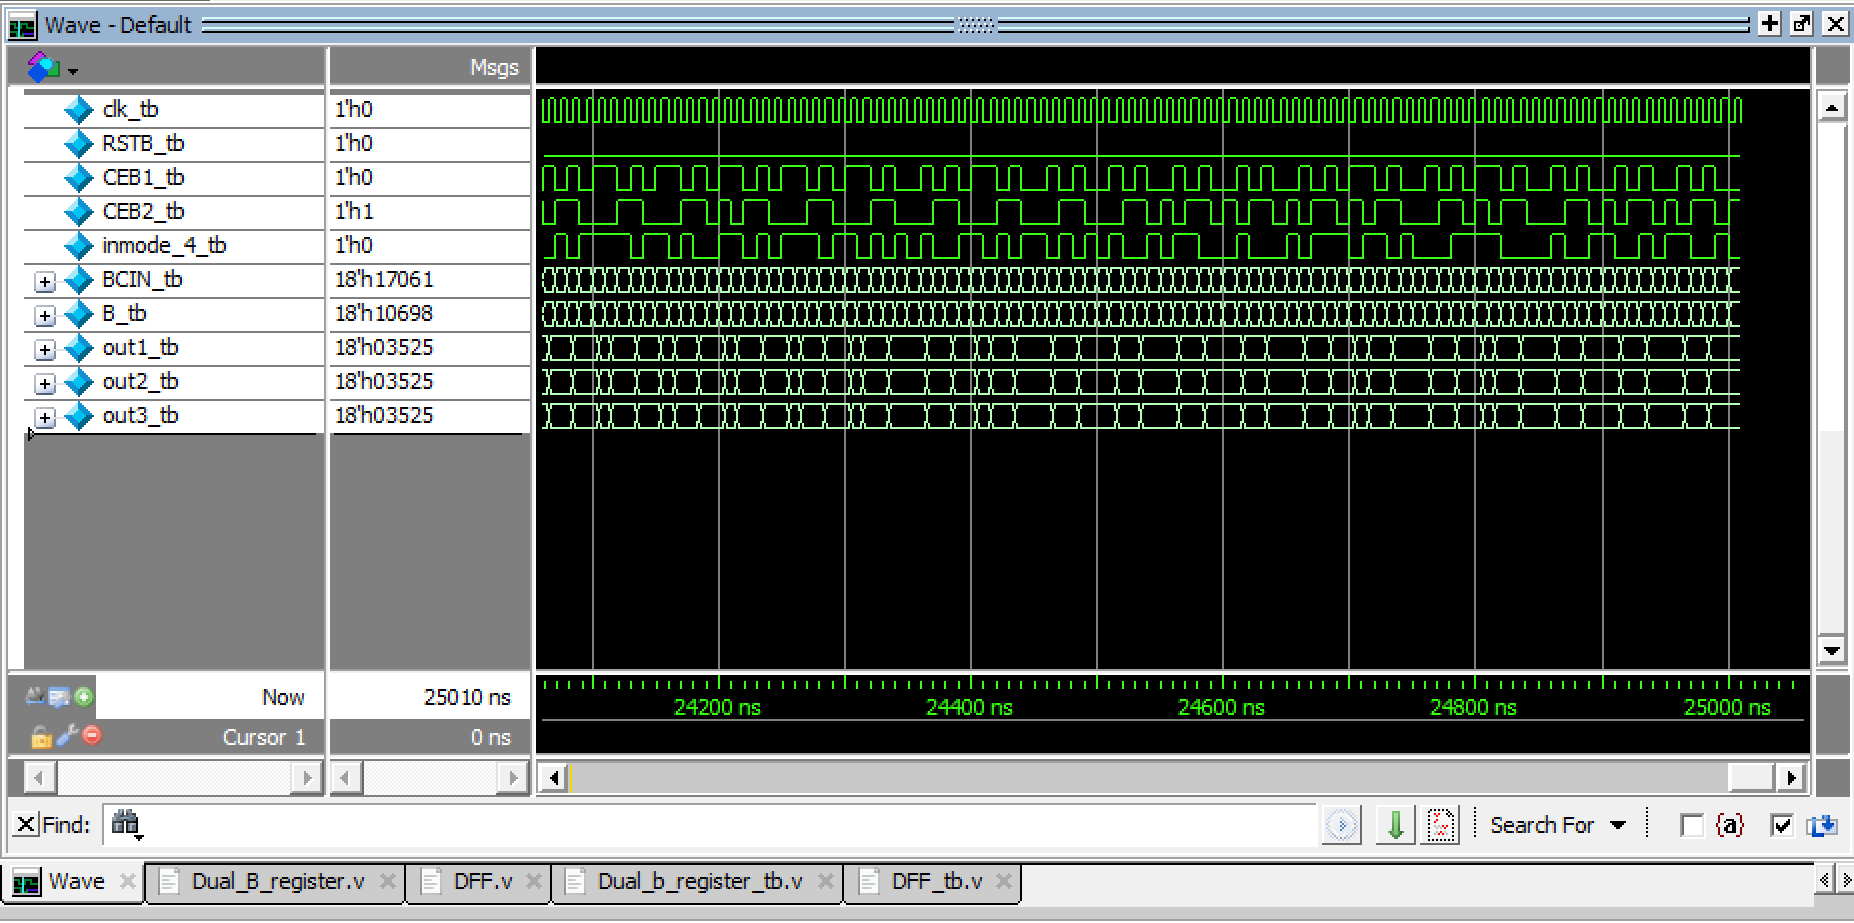 Wave - Default
Msgs
clk_tb 1'h0
RSTB_tb 1'h0
CEB1_tb 1'h0
CEB2_tb 1'h1
inmode_4_tb 1'h0
BCIN_tb 18'h17061
B_tb 18'h10698
out1_tb 18'h03525
out2_tb 18'h03525
out3_tb 18'h03525
Now 25010 ns
24200 ns 24400 ns 24600 ns 24800 ns 25000 ns
Cursor 1 0 ns
Find: Search For {a}
Wave Dual_B_register.v DFF.v Dual_b_register_tb.v DFF_tb.v